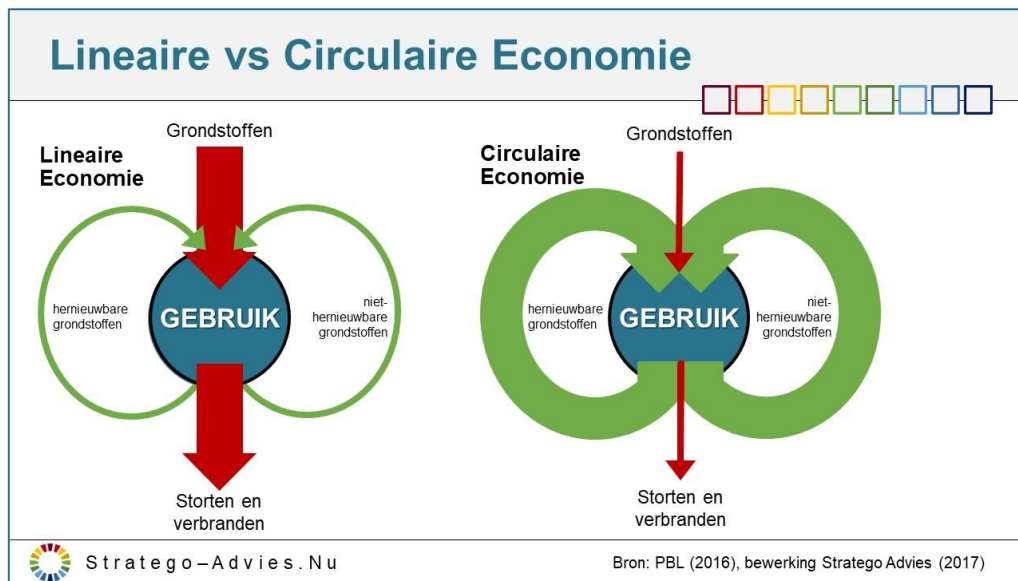 Lineaire vs Circulaire Economie
Grondstoffen
Lineaire
Economie
hernieuwbare
grondstoffen
GEBRUIK
niet-
hernieuwbare
grondstoffen
Storten en
verbranden
Grondstoffen
Circulaire
Economie
hernieuwbare
grondstoffen
GEBRUIK
niet-
hernieuwbare
grondstoffen
Storten en
verbranden
Stratego–Advies.Nu
Bron: PBL (2016), bewerking Stratego Advies (2017)